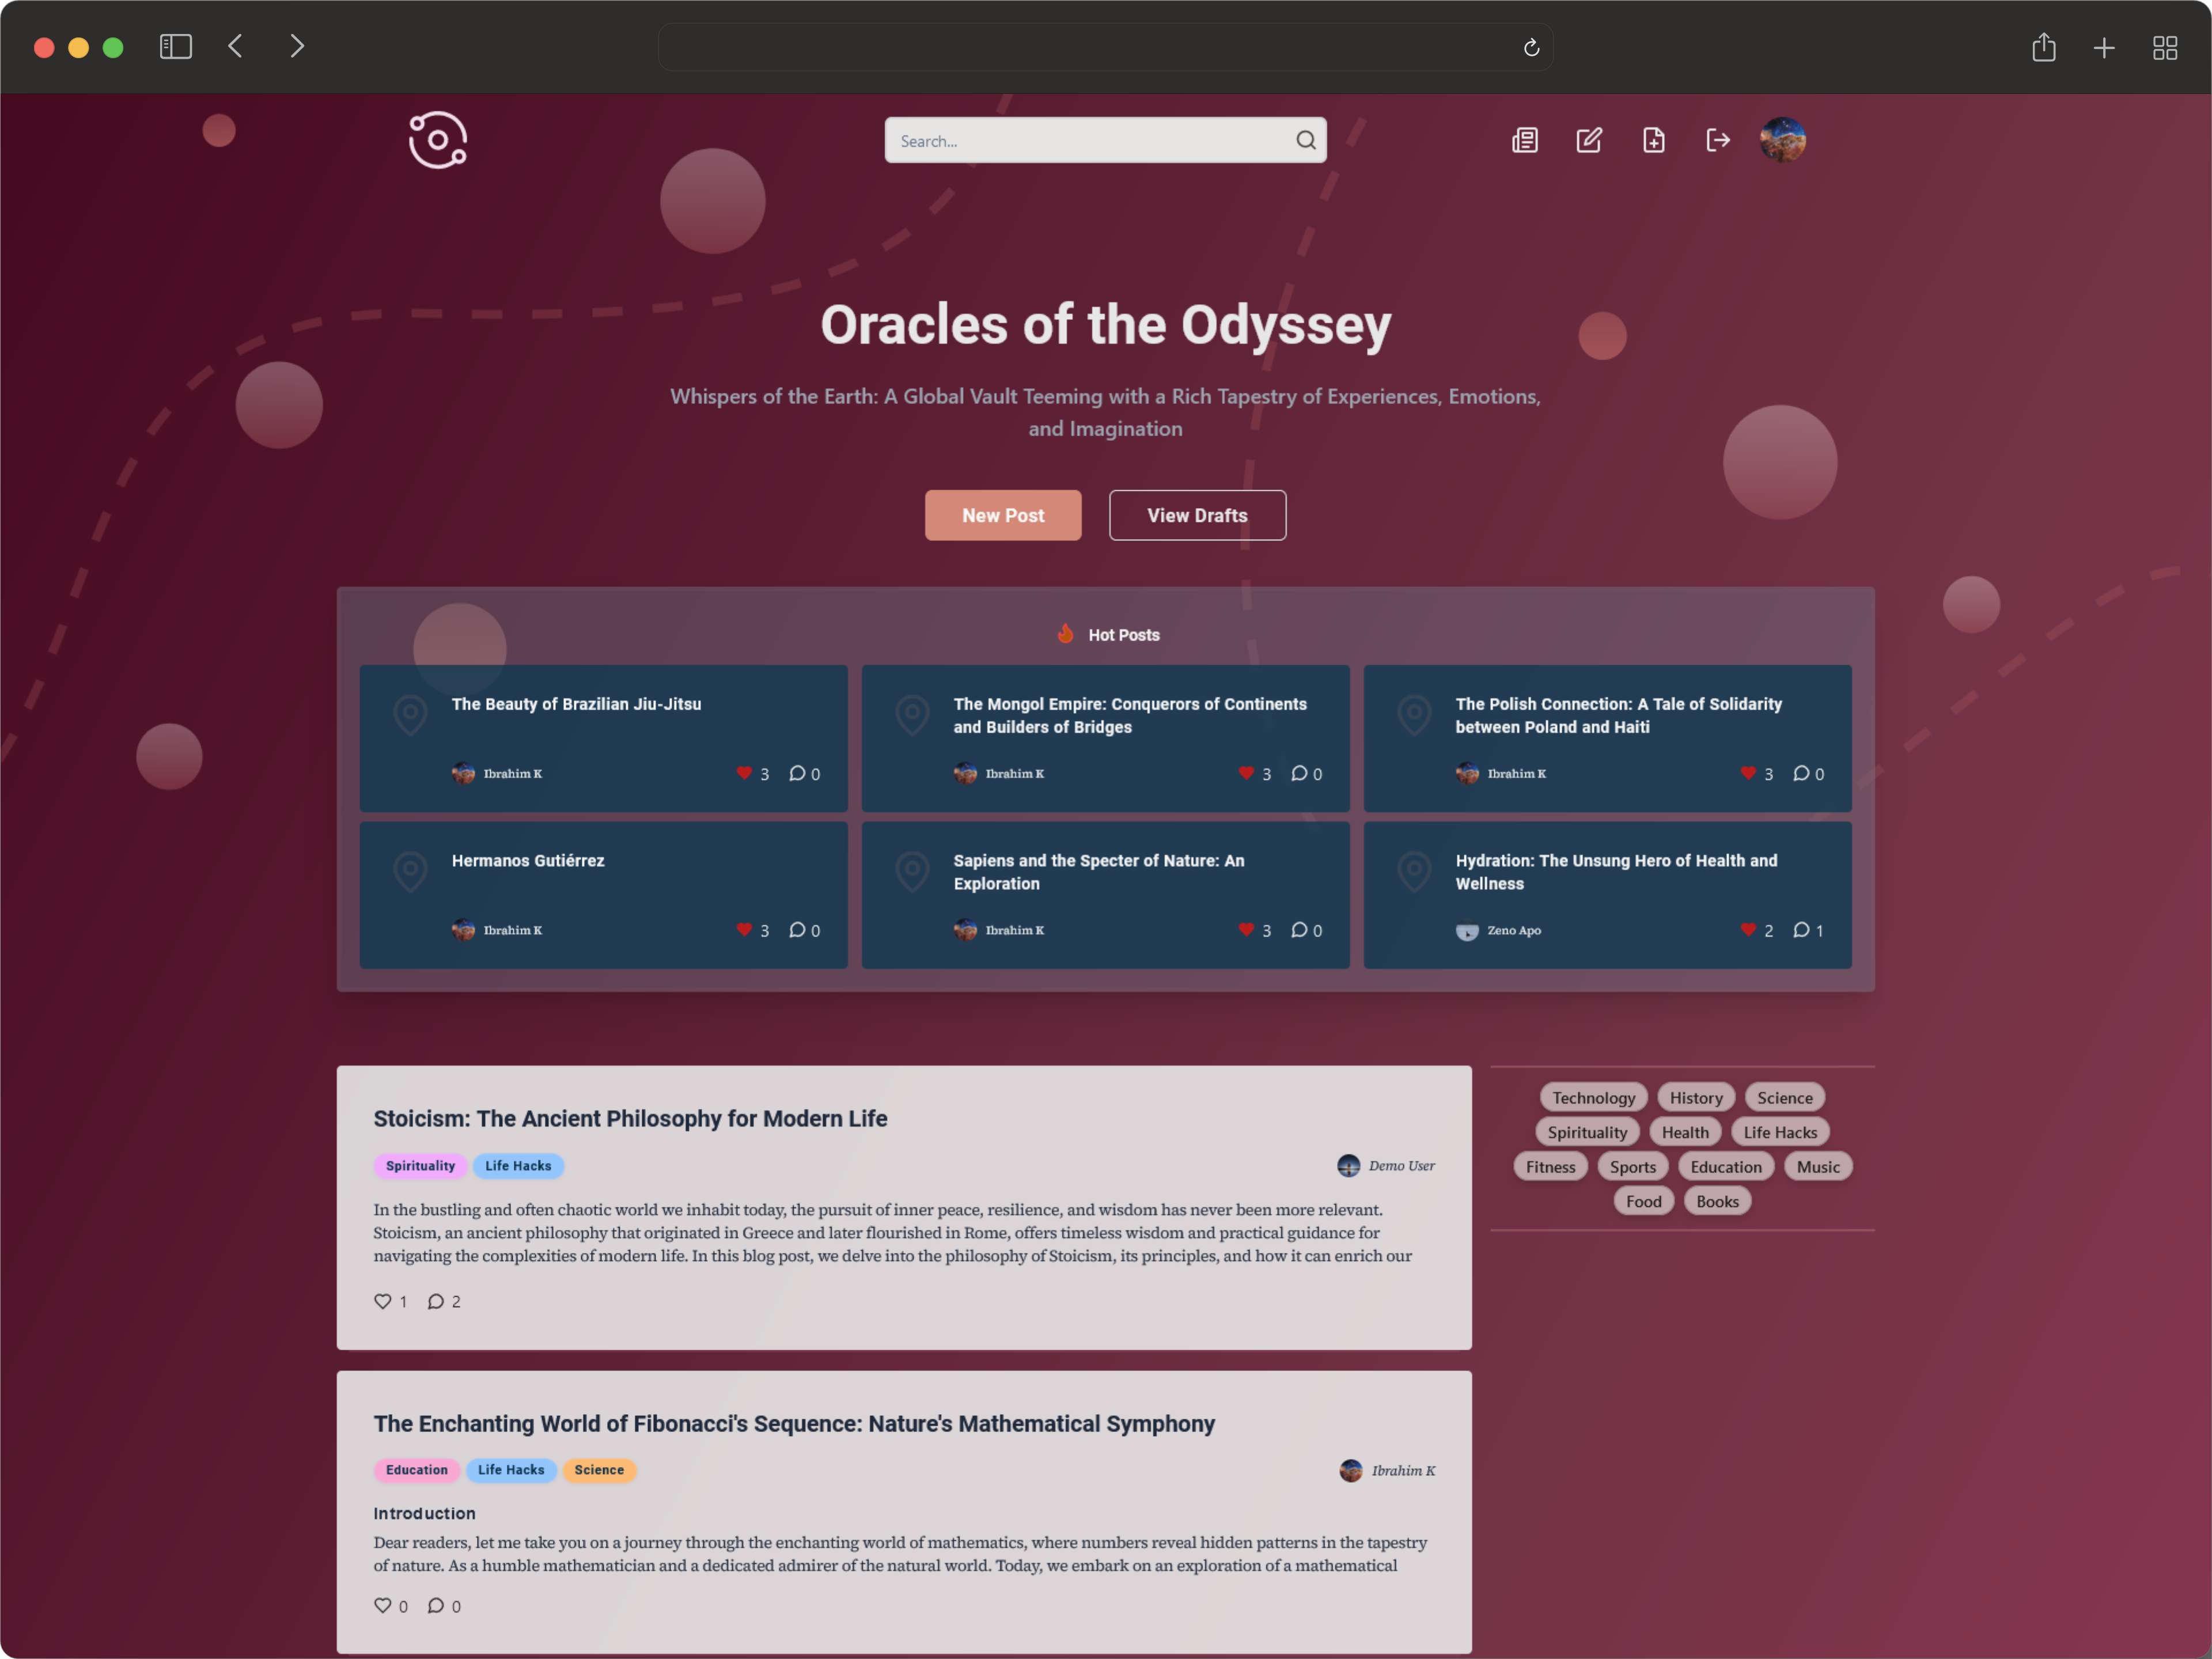 Search...
Oracles of the Odyssey
Whispers of the Earth: A Global Vault Teeming with a Rich Tapestry of Experiences, Emotions,
and Imagination
New Post
View Drafts
Hot Posts
The Beauty of Brazilian Jiu-Jitsu
Ibrahim K
3
0
The Mongol Empire: Conquerors of Continents
and Builders of Bridges
Ibrahim K
3
0
The Polish Connection: A Tale of Solidarity
between Poland and Haiti
Ibrahim K
3
0
Hermanos Gutiérrez
Ibrahim K
3
0
Sapiens and the Specter of Nature: An
Exploration
Ibrahim K
3
0
Hydration: The Unsung Hero of Health and
Wellness
Zeno Apo
2
1
Stoicism: The Ancient Philosophy for Modern Life
Spirituality
Life Hacks
Demo User
In the bustling and often chaotic world we inhabit today, the pursuit of inner peace, resilience, and wisdom has never been more relevant.
Stoicism, an ancient philosophy that originated in Greece and later flourished in Rome, offers timeless wisdom and practical guidance for
navigating the complexities of modern life. In this blog post, we delve into the philosophy of Stoicism, its principles, and how it can enrich our
1
2
The Enchanting World of Fibonacci's Sequence: Nature's Mathematical Symphony
Education
Life Hacks
Science
Ibrahim K
Introduction
Dear readers, let me take you on a journey through the enchanting world of mathematics, where numbers reveal hidden patterns in the tapestry
of nature. As a humble mathematician and a dedicated admirer of the natural world. Today, we embark on an exploration of a mathematical
0
0
Technology
History
Science
Spirituality
Health
Life Hacks
Fitness
Sports
Education
Music
Food
Books